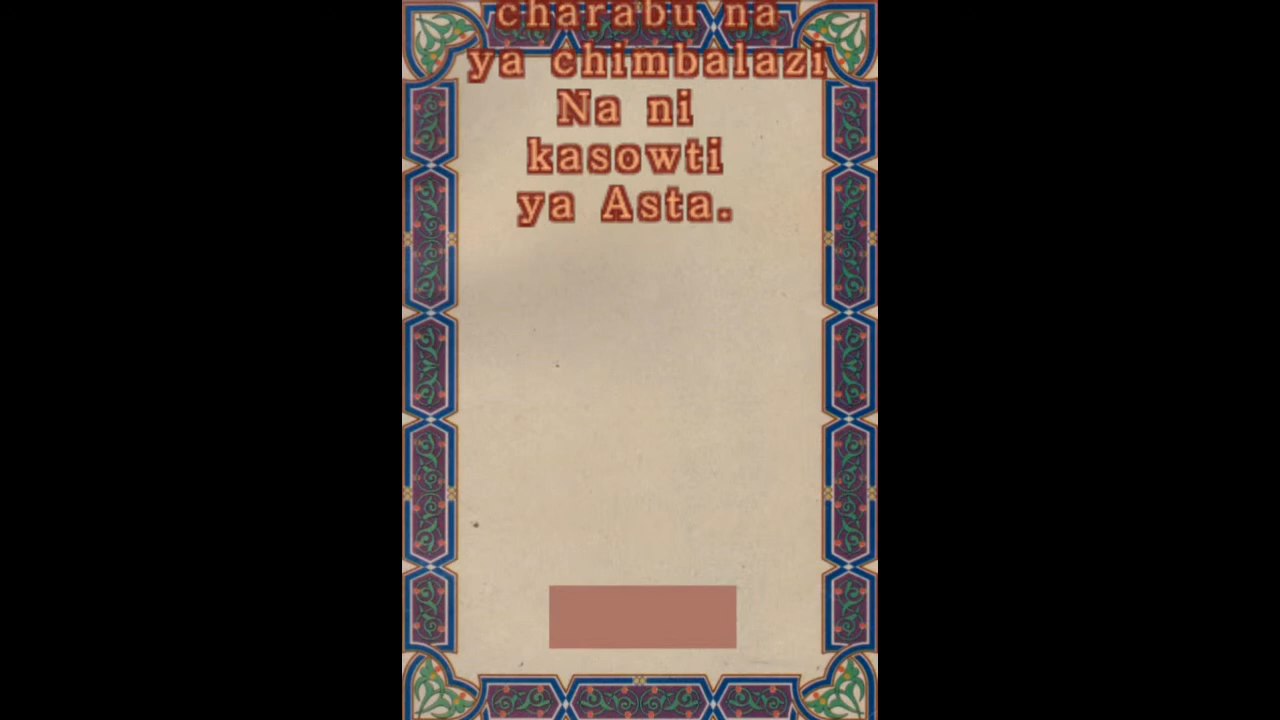 charabu na
ya chimbalazi
Na ni
kasowti
ya Asta.